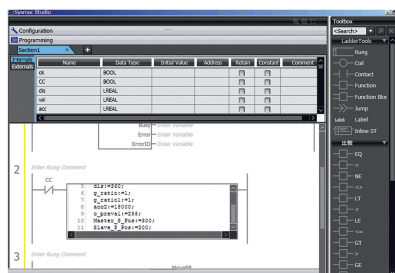 Sysmac Studio
Configuration
Programming
Section1
Internals
Externals
Name Data Type Initial Value Address Retain Constant Comment
ok BOOL
CC BOOL
dis LREAL
vel LREAL
acc LREAL
Busy Enter Variable
Error Enter Variable
ErrorID Enter Variable
2
Enter Rung Comment
CC
5 dis:=360;
6 g_ratio:=1;
7 g_ratio1:=1;
8 acc2:=18000;
9 o_preval:=255;
10 Master_S_Pos:=300;
11 Slave_S_Pos:=200;
3
Enter Rung Comment
Toolbox
<Search>
LadderTools
Rung
Coil
Contact
Function
Function Bloc
Jump
Label Label
Inline ST
比較
EQ
=
NE
<>
LT
<
LE
<=
GT
>
GE